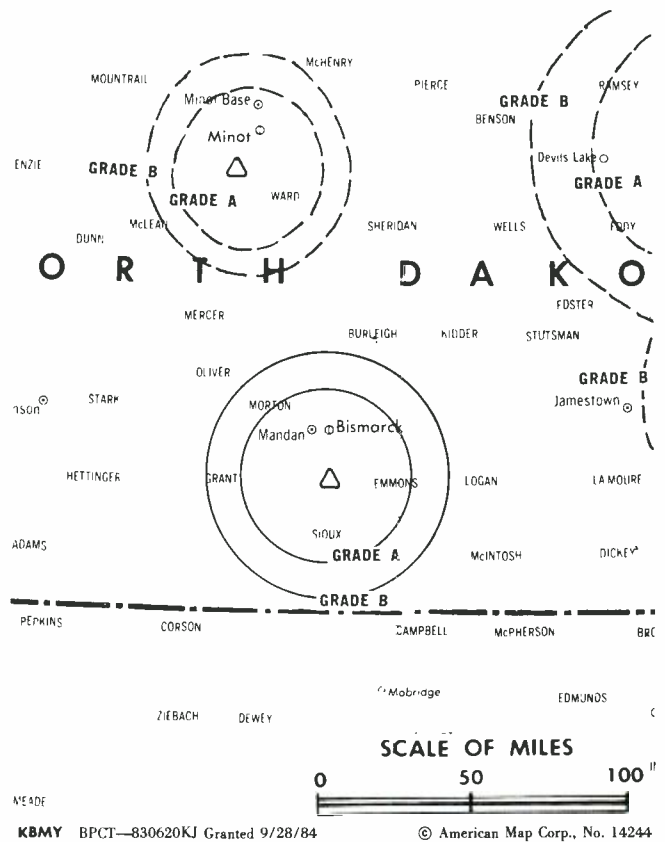 McHENRY
MOUNTRAIL
PIERCE
RAMSEY
Minot Base
GRADE B
BENSON
Minot
Devils Lake
ENZIE
GRADE B
GRADE A
GRADE A
WARD
McLEAN
SHERIDAN
WELLS
EDDY
DUNN
O R T H D A K O
FOSTER
MERCER
BURLEIGH
KIDDER
STUTSMAN
OLIVER
GRADE B
nson
STARK
MORTON
Jamestown
Mandan
Bismarck
HETTINGER
GRANT
EMMONS
LOGAN
LA MOURE
SIOUX
ADAMS
GRADE A
McINTOSH
DICKEY
GRADE B
PERKINS
CORSON
CAMPBELL
McPHERSON
BRO
Mobridge
EDMUNDS
ZIEBACH
DEWEY
SCALE OF MILES
0 50 100
MEADE
KBMY BPCT—830620KJ Granted 9/28/84
© American Map Corp., No. 14244